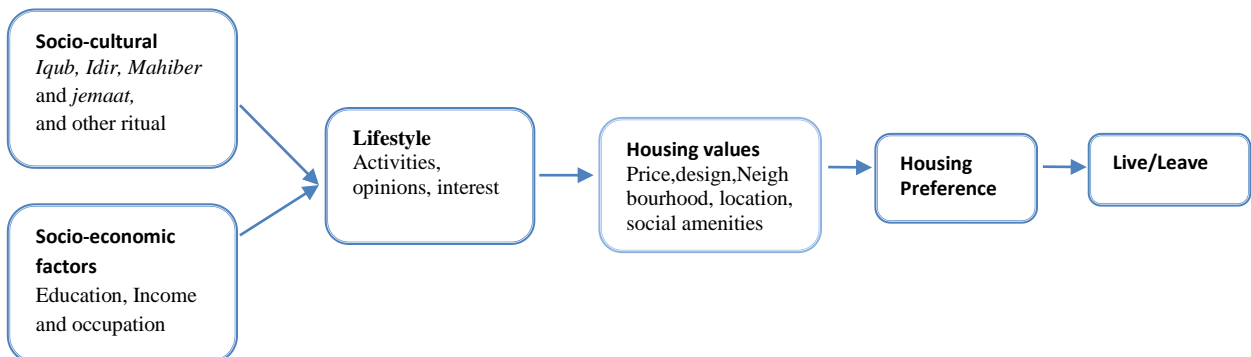 Socio-cultural
Iqub, Idir, Mahiber
and jemaat,
and other ritual
Socio-economic
factors
Education, Income
and occupation
Lifestyle
Activities,
opinions, interest
Housing values
Price,design,Neigh
bourhood, location,
social amenities
Housing
Preference
Live/Leave